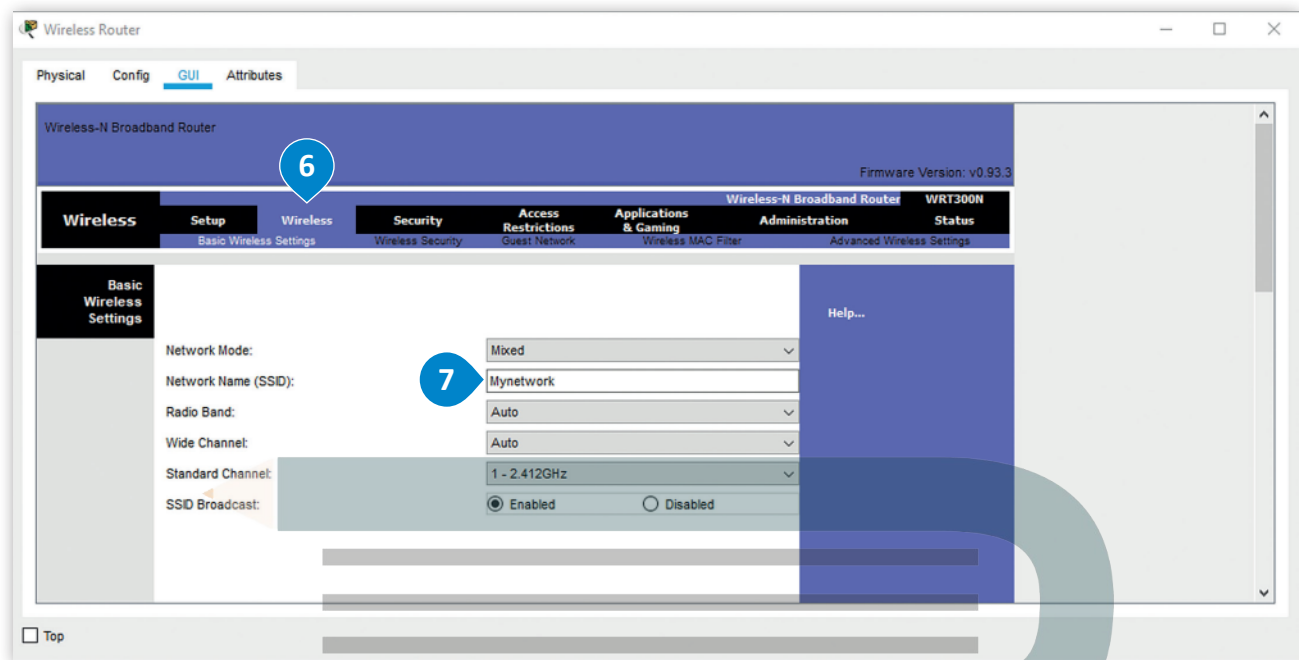 Wireless Router
Physical Config GUI Attributes
Wireless-N Broadband Router
6
Firmware Version: v0.93.3
Wireless-N Broadband Router WRT300N
Wireless Setup Wireless Security Access Restrictions Applications & Gaming Administration Status
Basic Wireless Settings Wireless Security Guest Network Wireless MAC Filter Advanced Wireless Settings
Basic
Wireless
Settings
Help...
Network Mode: Mixed
Network Name (SSID): 7 Mynetwork
Radio Band: Auto
Wide Channel: Auto
Standard Channel: 1 - 2.412GHz
SSID Broadcast: Enabled Disabled
Top